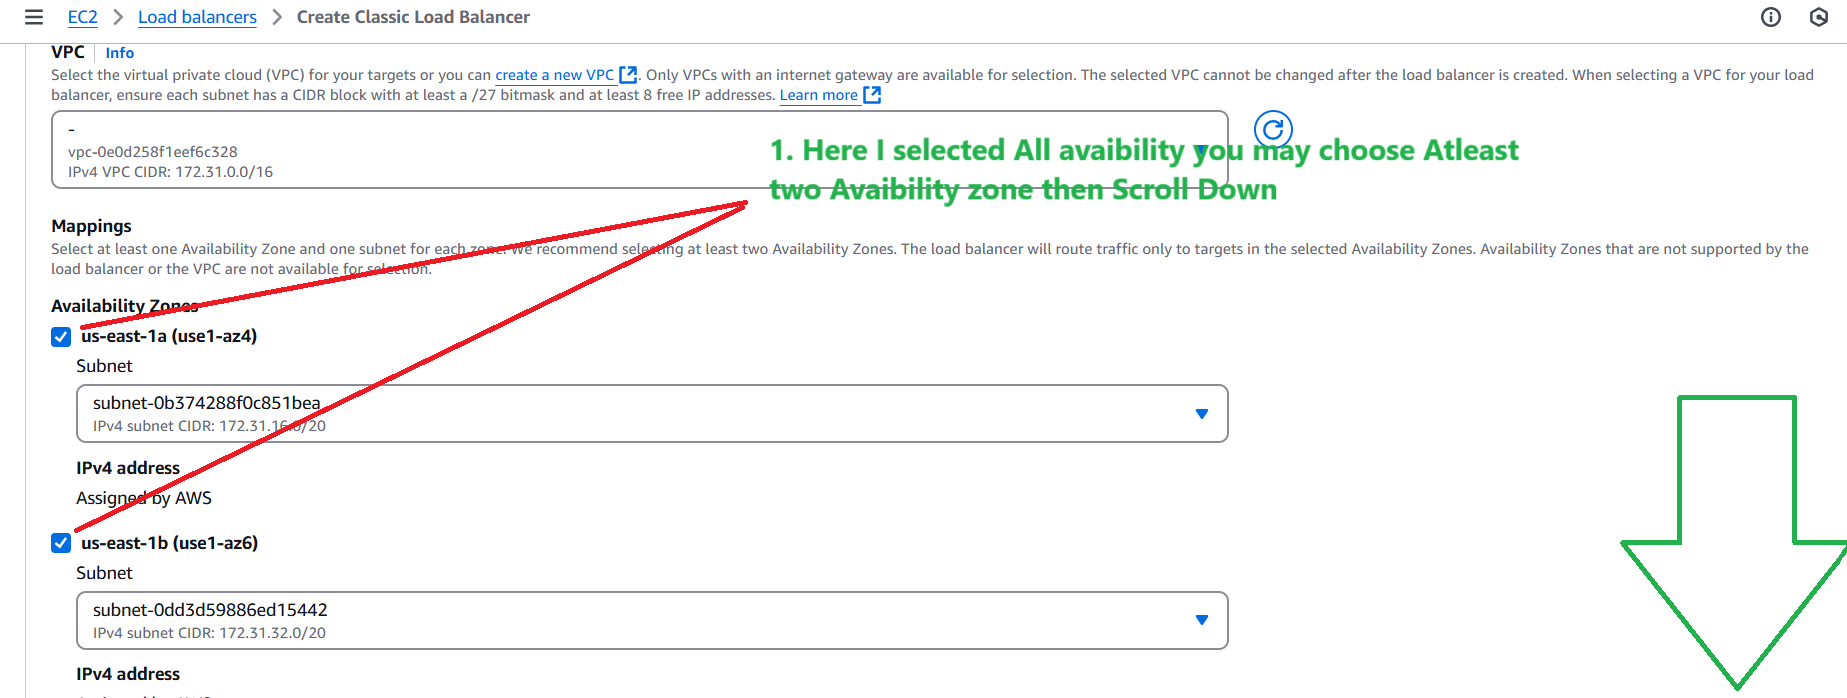 EC2 > Load balancers > Create Classic Load Balancer
VPC | Info
Select the virtual private cloud (VPC) for your targets or you can create a new VPC. Only VPCs with an internet gateway are available for selection. The selected VPC cannot be changed after the load balancer is created. When selecting a VPC for your load
balancer, ensure each subnet has a CIDR block with at least a /27 bitmask and at least 8 free IP addresses. Learn more
-
vpc-0e0d258f1eef6c328
IPv4 VPC CIDR: 172.31.0.0/16
1. Here I selected All avaibility you may choose Atleast
two Avaibility zone then Scroll Down
Mappings
Select at least one Availability Zone and one subnet for each zone. We recommend selecting at least two Availability Zones. The load balancer will route traffic only to targets in the selected Availability Zones. Availability Zones that are not supported by the
load balancer or the VPC are not available for selection.
Availability Zones
us-east-1a (use1-az4)
Subnet
subnet-0b374288f0c851bea
IPv4 subnet CIDR: 172.31.16.0/20
IPv4 address
Assigned by AWS
us-east-1b (use1-az6)
Subnet
subnet-0dd3d59886ed15442
IPv4 subnet CIDR: 172.31.32.0/20
IPv4 address